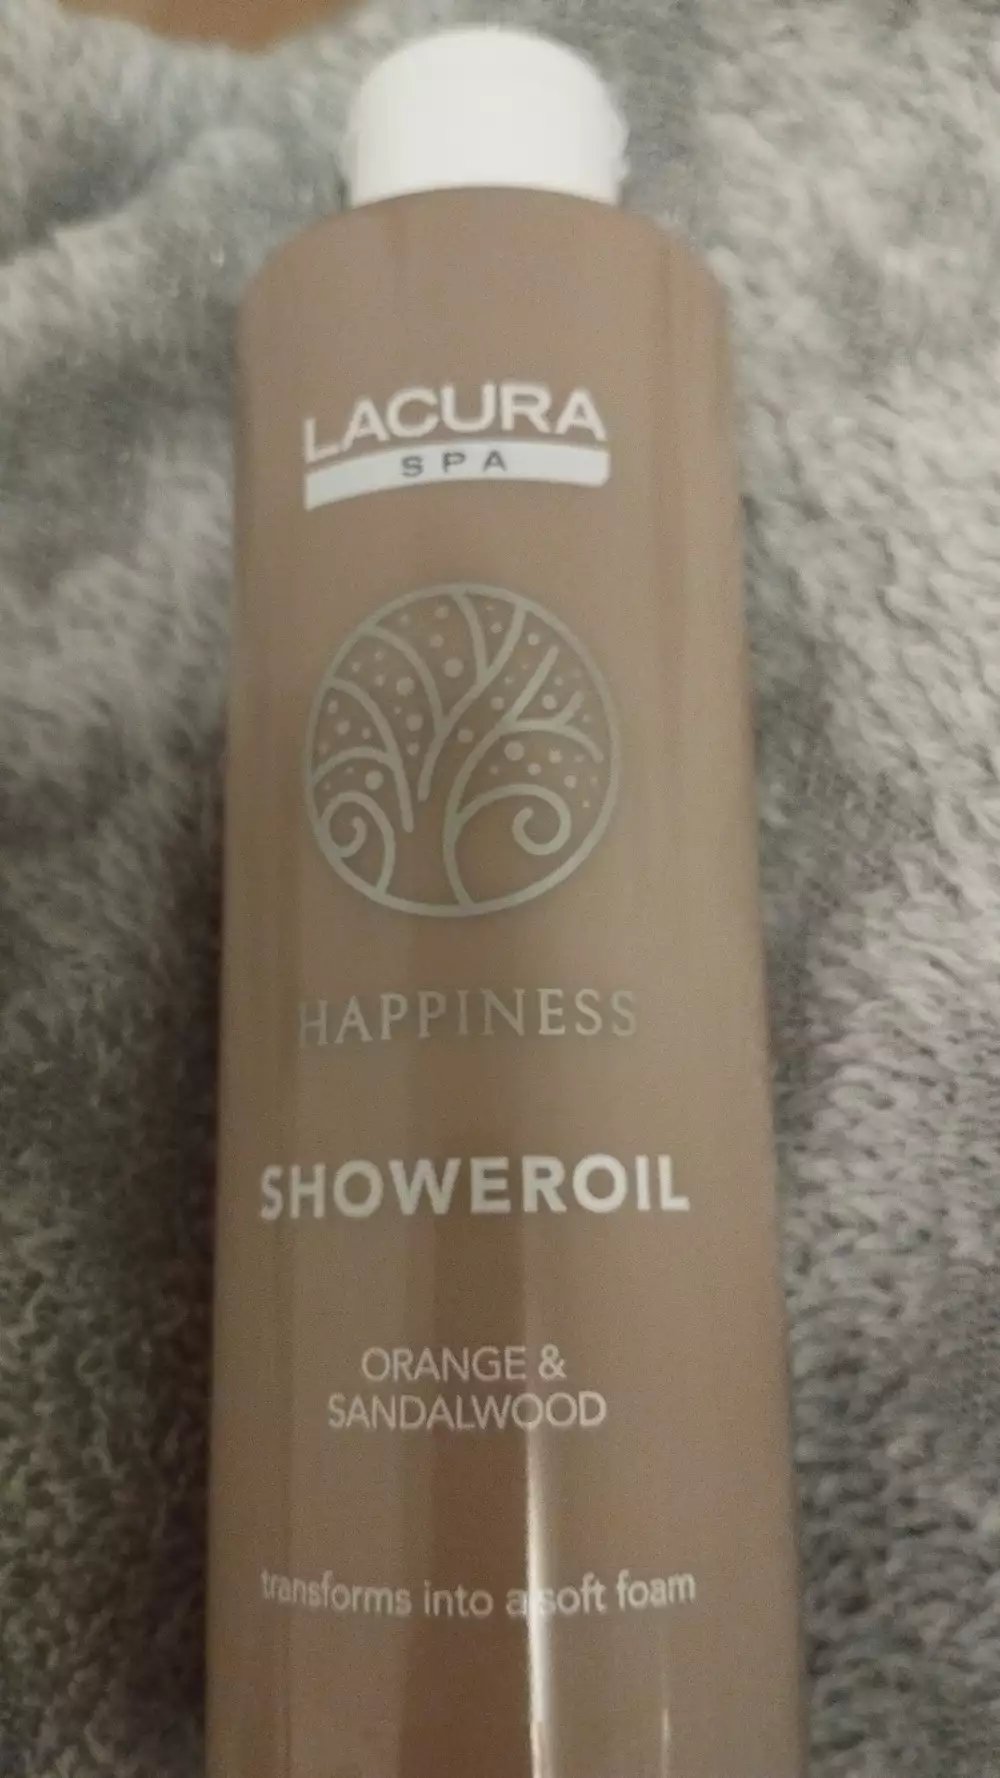 LACURA
SPA
HAPPINESS
SHOWEROIL
ORANGE &
SANDALWOOD
transforms into a soft foam